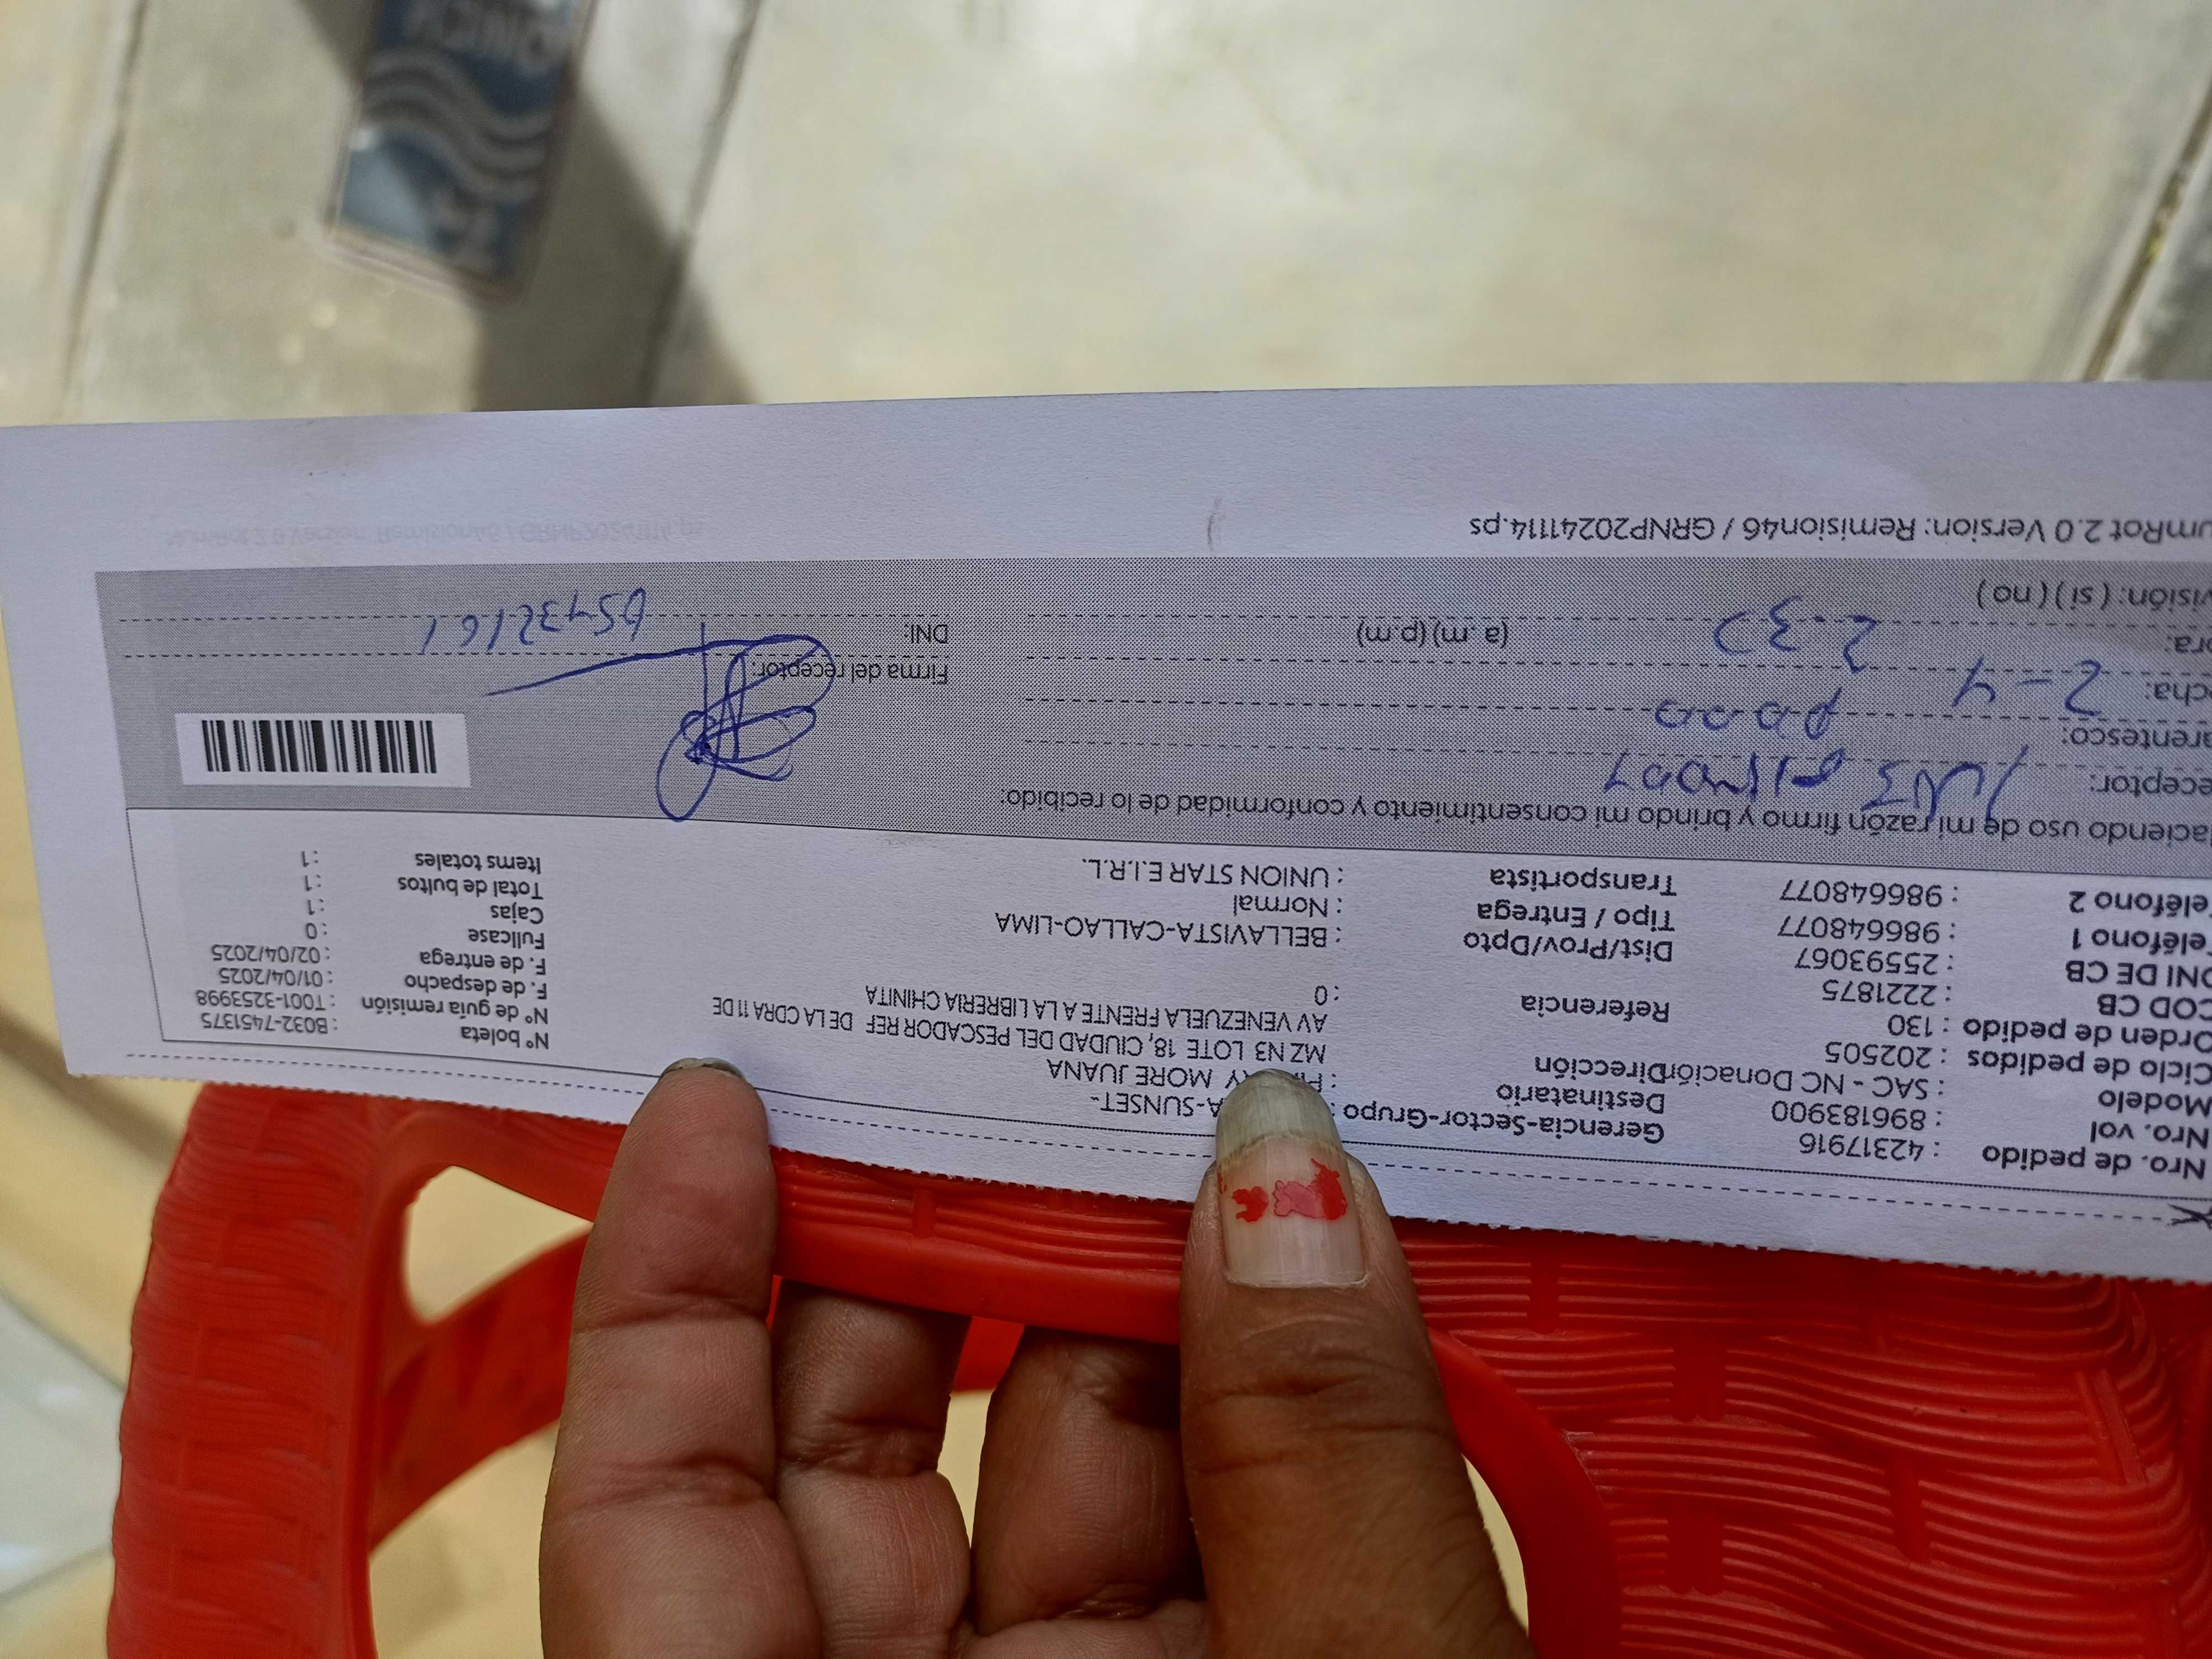 Nro. de pedido : 42317916
Nro. vol : 896183900
Modelo : SAC - NC Donación
Ciclo de pedidos : 202505
Orden de pedido : 130
COD CB : 2221875
DNI DE CB : 25593067
Teléfono 1 : 986648077
Teléfono 2 : 986648077
Gerencia-Sector-Grupo A-SUNSET-
Destinatario : MORE JUANA
Dirección MZ N3 LOTE 18, CIUDAD DEL PESCADOR REF DE LA CDRA 11 DE
AV VENEZUELA FRENTE A LA LIBRERIA CHINITA
Referencia : 0
Dist/Prov/Dpto : BELLAVISTA-CALLAO-LIMA
Tipo / Entrega : Normal
Transportista : UNION STAR E.I.R.L.
N° boleta : B032-7451375
N° de guía remisión : T001-3253998
F. de despacho : 01/04/2025
F. de entrega : 02/04/2025
Fullcase : 0
Cajas : 1
Total de bultos : 1
Items totales : 1
aciendo uso de mi razón firmo y brindo mi consentimiento y conformidad de lo recibido:
eceptor:
arentesco:
cha: 2-4
ora: 2.30 (a.m) (p.m)
visión: ( si ) ( no )
Firma del receptor:
DNI:
umRot 2.0 Version: Remision46 / GRNP20241114.ps